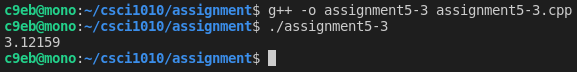 c9eb@mono:~/csci1010/assignment$ g++ -o assignment5-3 assignment5-3.cpp
c9eb@mono:~/csci1010/assignment$ ./assignment5-3
3.12159
c9eb@mono:~/csci1010/assignment$